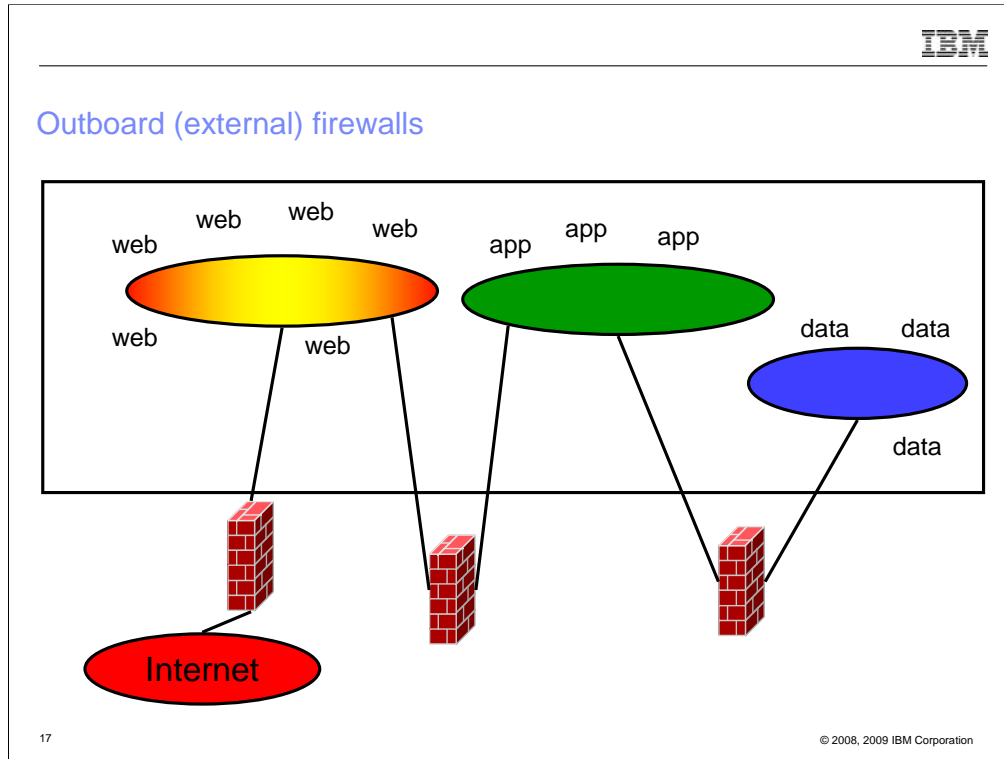 IBM
Outboard (external) firewalls
web
web
web
web
web
web
app
app
app
data
data
data
Internet
17
© 2008, 2009 IBM Corporation